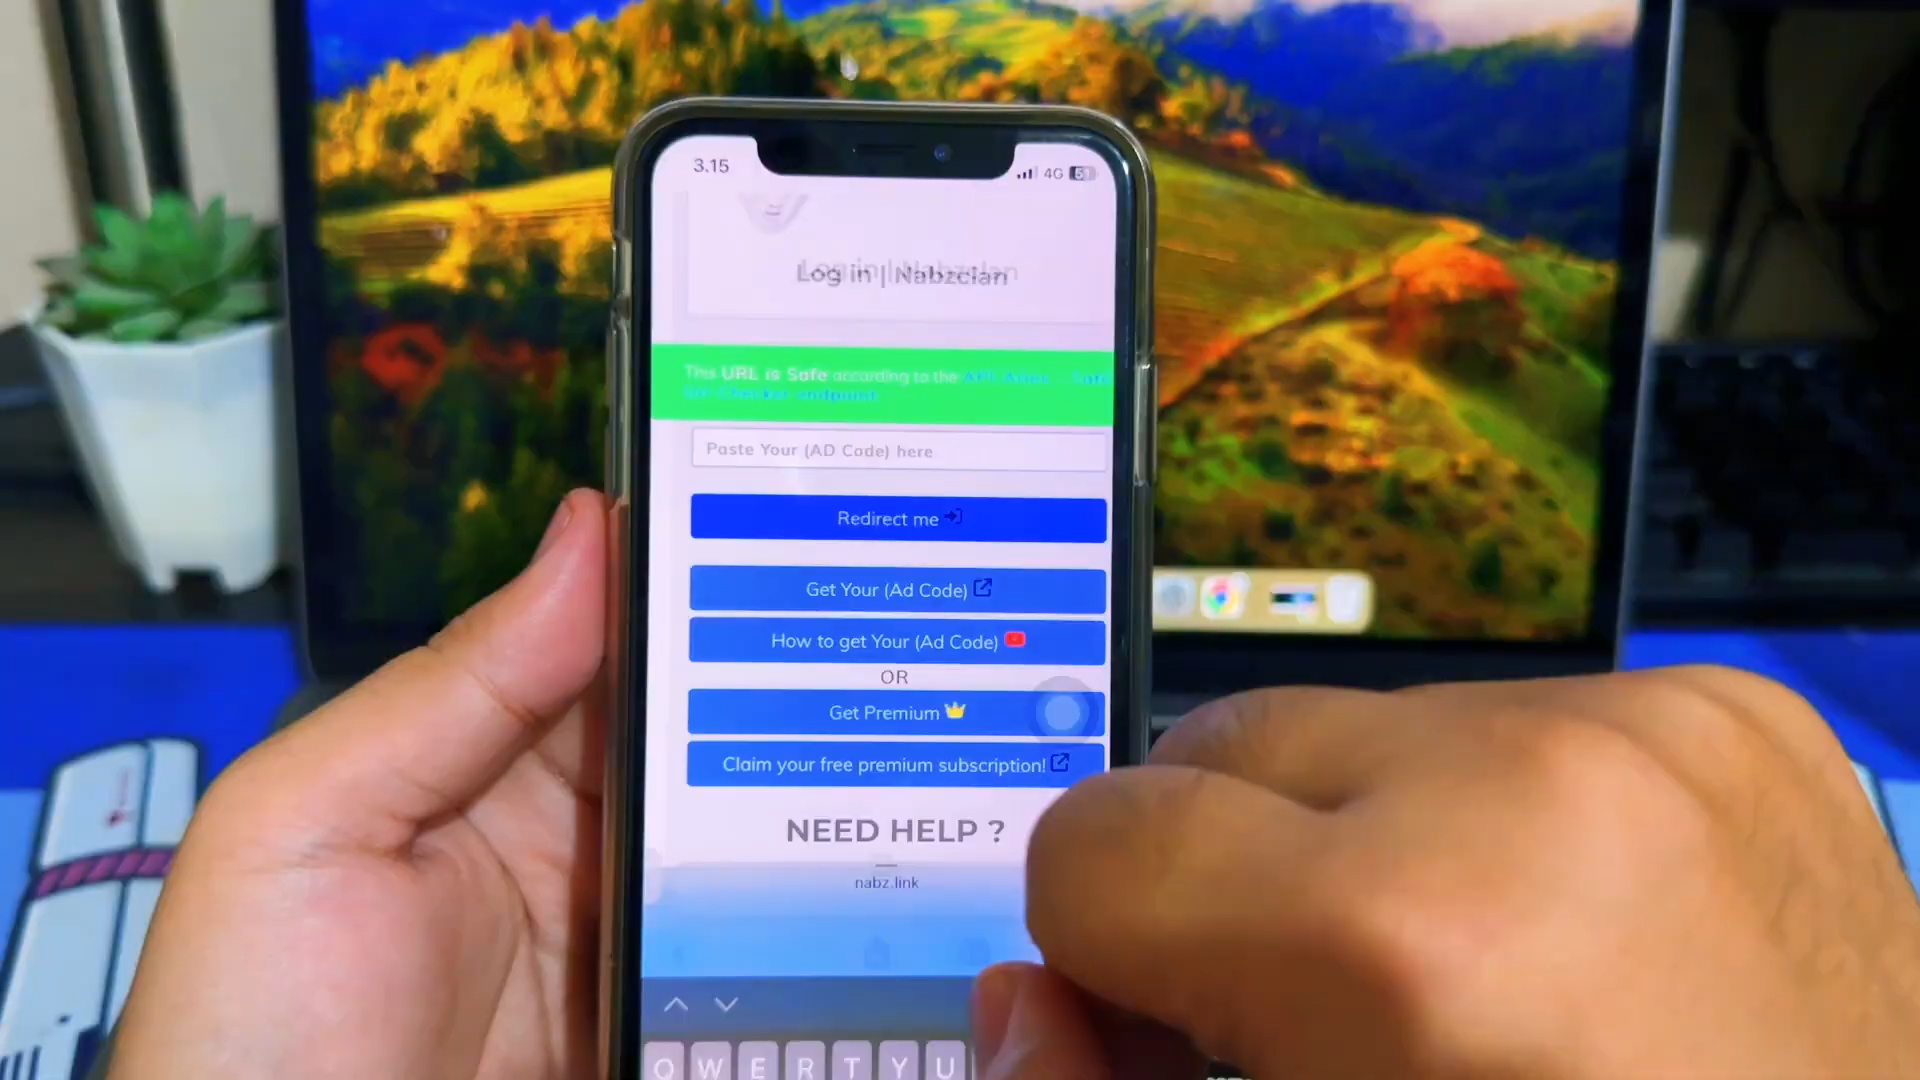 3.15
4G
Log in | Nabzclan
This URL is Safe according to the
Paste Your (AD Code) here
Redirect me
Get Your (Ad Code)
How to get Your (Ad Code)
OR
Get Premium
Claim your free premium subscription!
NEED HELP ?
nabz.link
Q W E R T Y U